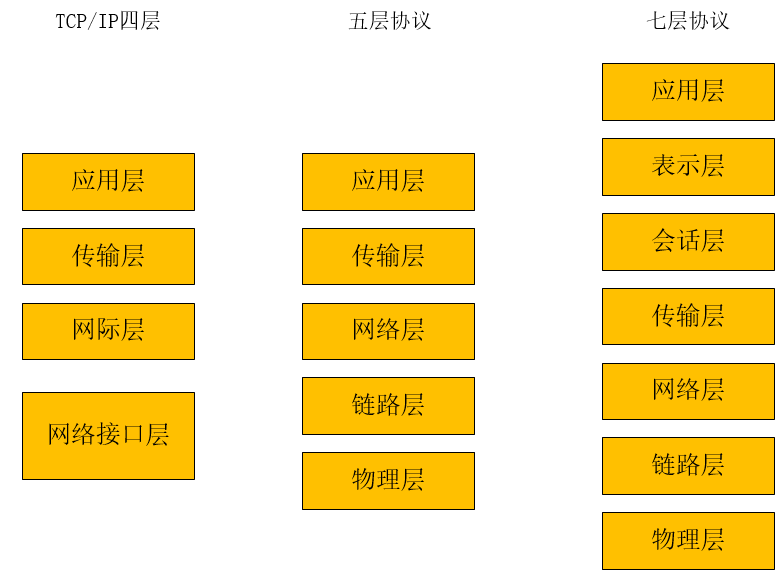 TCP/IP四层
应用层
传输层
网际层
网络接口层
五层协议
应用层
传输层
网络层
链路层
物理层
七层协议
应用层
表示层
会话层
传输层
网络层
链路层
物理层